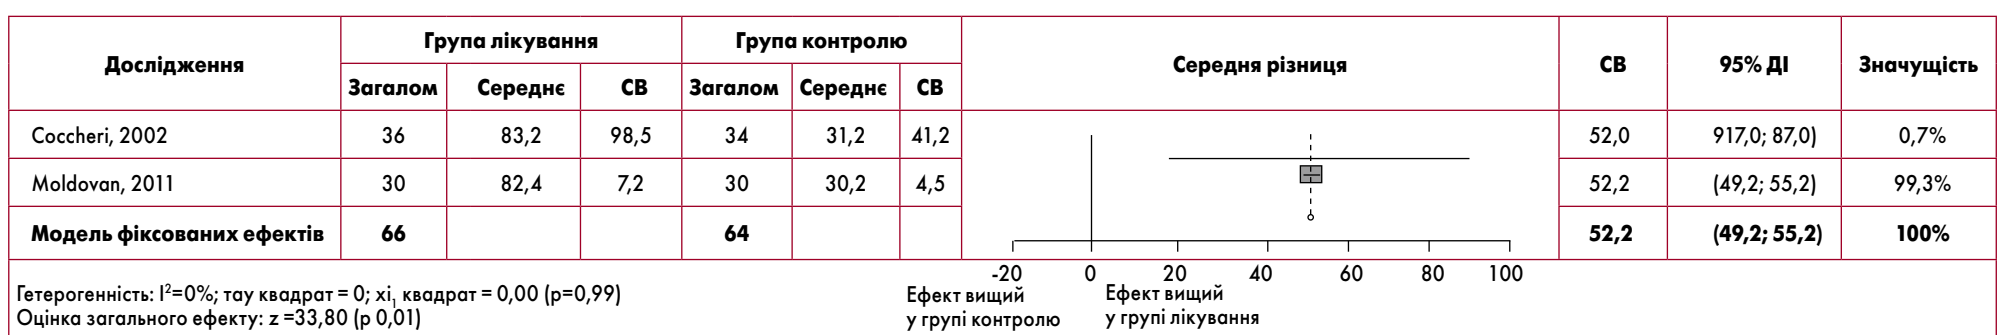 Дослідження Група лікування Група контролю Середня різниця СВ 95% ДІ Значущість
Загалом Середнє СВ Загалом Середнє СВ
Coccheri, 2002 36 83,2 98,5 34 31,2 41,2 52,0 917,0; 87,0) 0,7%
Moldovan, 2011 30 82,4 7,2 30 30,2 4,5 52,2 (49,2; 55,2) 99,3%
Модель фіксованих ефектів 66 64 52,2 (49,2; 55,2) 100%
-20 0 20 40 60 80 100
Гетерогенність: I²=0%; тау квадрат = 0; xi₁ квадрат = 0,00 (p=0,99)
Оцінка загального ефекту: z =33,80 (p 0,01)
Ефект вищий
у групі контролю
Ефект вищий
у групі лікування